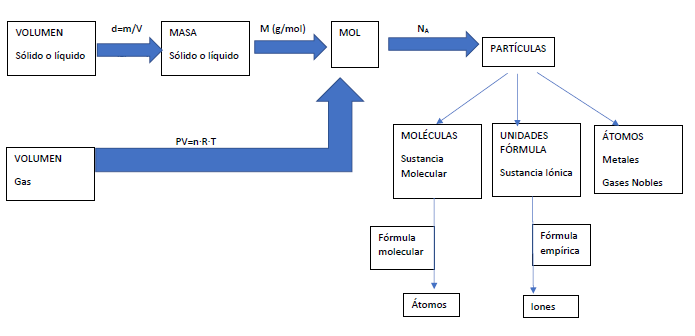 VOLUMEN
Sólido o líquido
d=m/V
MASA
Sólido o líquido
M (g/mol)
MOL
N_A
PARTÍCULAS
VOLUMEN
Gas
PV=n·R·T
MOLÉCULAS
Sustancia
Molecular
UNIDADES
FÓRMULA
Sustancia Iónica
ÁTOMOS
Metales
Gases Nobles
Fórmula
molecular
Fórmula
empírica
Átomos
Iones